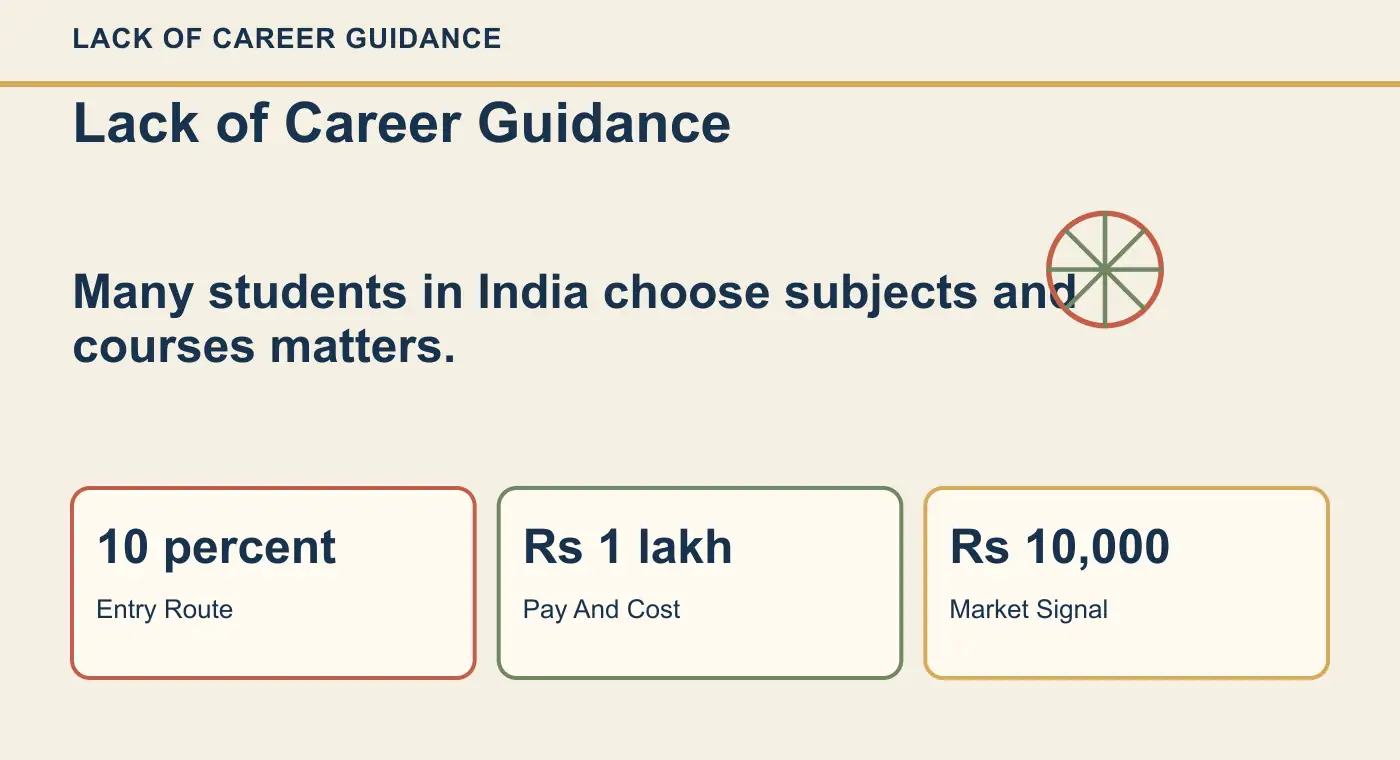 LACK OF CAREER GUIDANCE
Lack of Career Guidance
Many students in India choose subjects and
courses matters.
10 percent
Entry Route
Rs 1 lakh
Pay And Cost
Rs 10,000
Market Signal